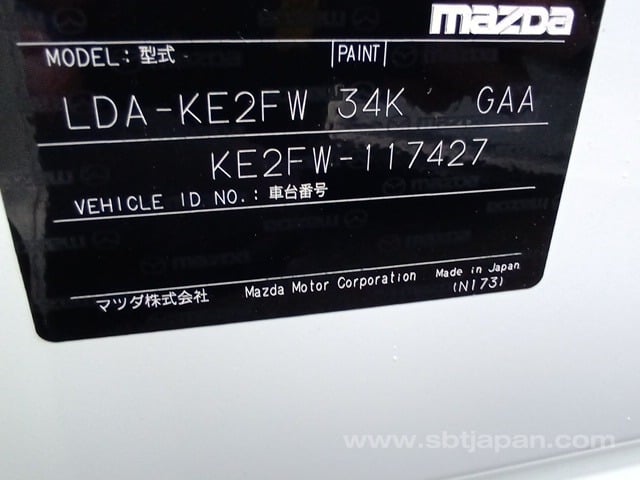 mazda
MODEL: 型式 |PAINT|
LDA-KE2FW 34K GAA
KE2FW-117427
VEHICLE ID NO.: 車台番号
マツダ株式会社 Mazda Motor Corporation Made in Japan
(N173)
www.sbtjapan.com